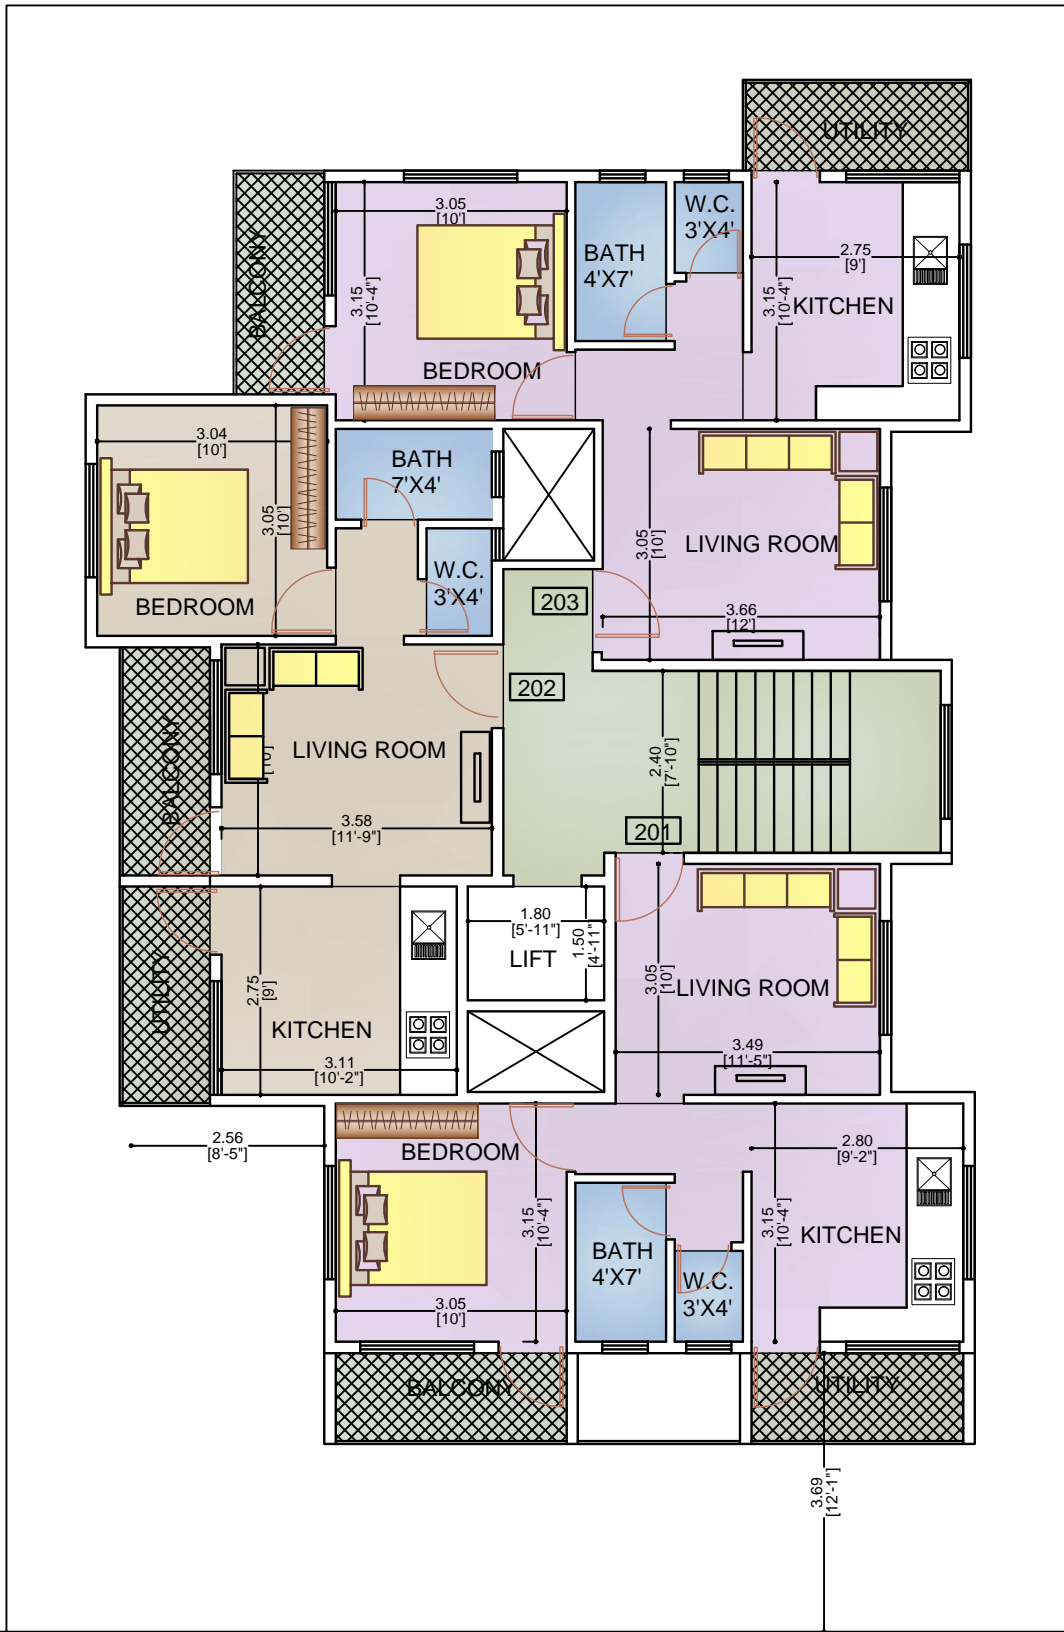 UTILITY
3.05
[10']
W.C.
3'X4'
BATH
4'X7'
2.75
[9']
BALCONY
3.15
[10'-4"]
3.15
[10'-4"]
KITCHEN
BEDROOM
3.04
[10']
BATH
7'X4'
3.05
[10']
3.05
[10']
LIVING ROOM
W.C.
3'X4'
BEDROOM
203
3.66
[12']
202
BALCONY
LIVING ROOM
[10']
2.40
[7'-10"]
3.58
[11'-9"]
201
1.80
[5'-11"]
1.50
[4'-11"]
LIFT
3.05
[10']
LIVING ROOM
UTILITY
2.75
[9']
KITCHEN
3.11
[10'-2"]
3.49
[11'-5"]
2.56
[8'-5"]
BEDROOM
2.80
[9'-2"]
3.15
[10'-4"]
3.15
[10'-4"]
KITCHEN
BATH
4'X7'
W.C.
3'X4'
3.05
[10']
BALCONY
UTILITY
3.69
[12'-1"]